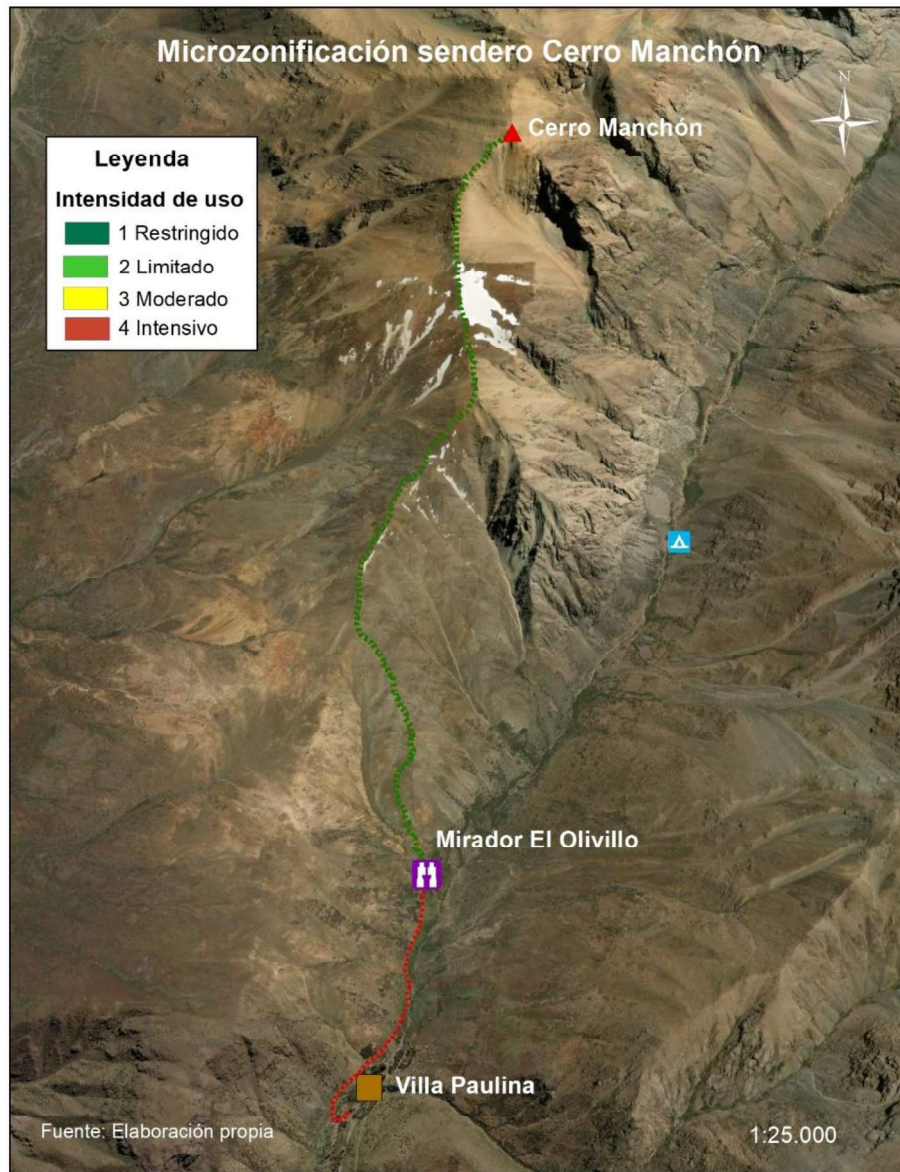 Microzonificación sendero Cerro Manchón
N
Cerro Manchón
Leyenda
Intensidad de uso
1 Restringido
2 Limitado
3 Moderado
4 Intensivo
Mirador El Olivillo
Villa Paulina
Fuente: Elaboración propia
1:25.000